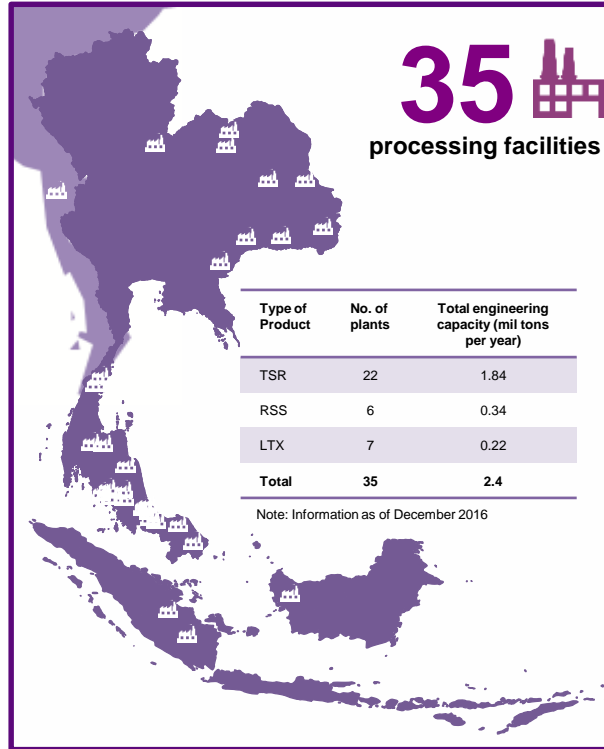 35
processing facilities
Type of Product No. of plants Total engineering capacity (mil tons per year)
TSR 22 1.84
RSS 6 0.34
LTX 7 0.22
Total 35 2.4
Note: Information as of December 2016